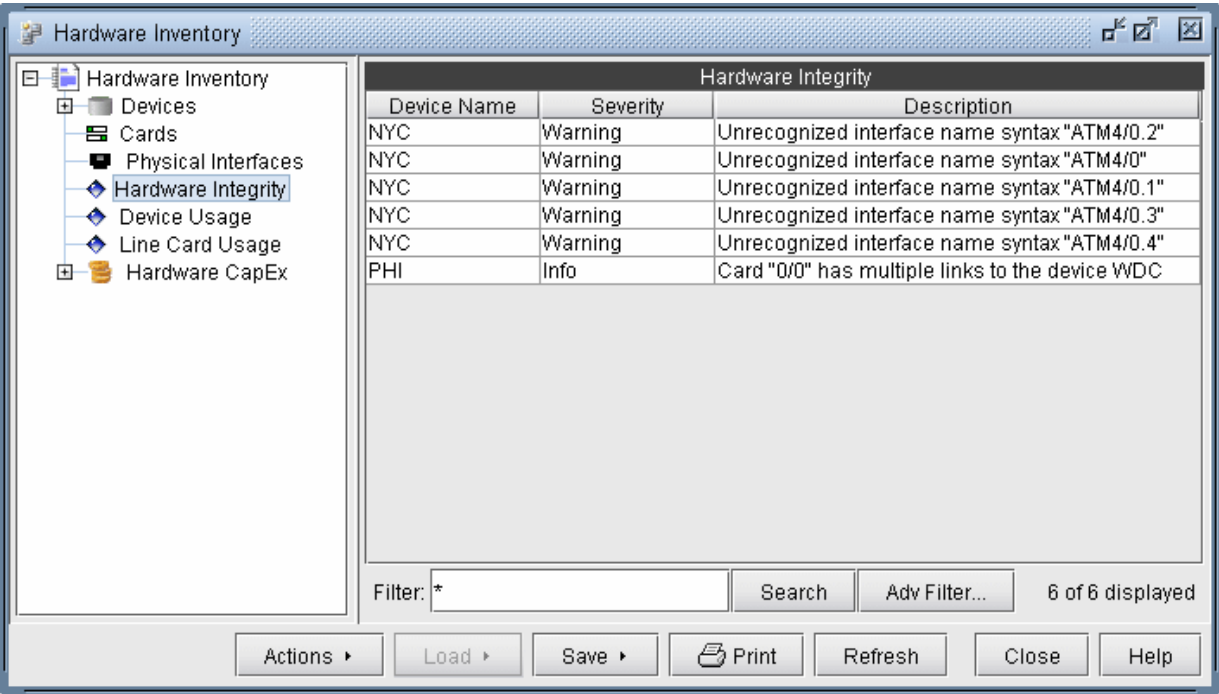 Hardware Inventory
Hardware Inventory
Devices
Cards
Physical Interfaces
Hardware Integrity
Device Usage
Line Card Usage
Hardware CapEx
Hardware Integrity
Device Name Severity Description
NYC Warning Unrecognized interface name syntax "ATM4/0.2"
NYC Warning Unrecognized interface name syntax "ATM4/0"
NYC Warning Unrecognized interface name syntax "ATM4/0.1"
NYC Warning Unrecognized interface name syntax "ATM4/0.3"
NYC Warning Unrecognized interface name syntax "ATM4/0.4"
PHI Info Card "0/0" has multiple links to the device WDC
Filter: * Search Adv Filter... 6 of 6 displayed
Actions Load Save Print Refresh Close Help